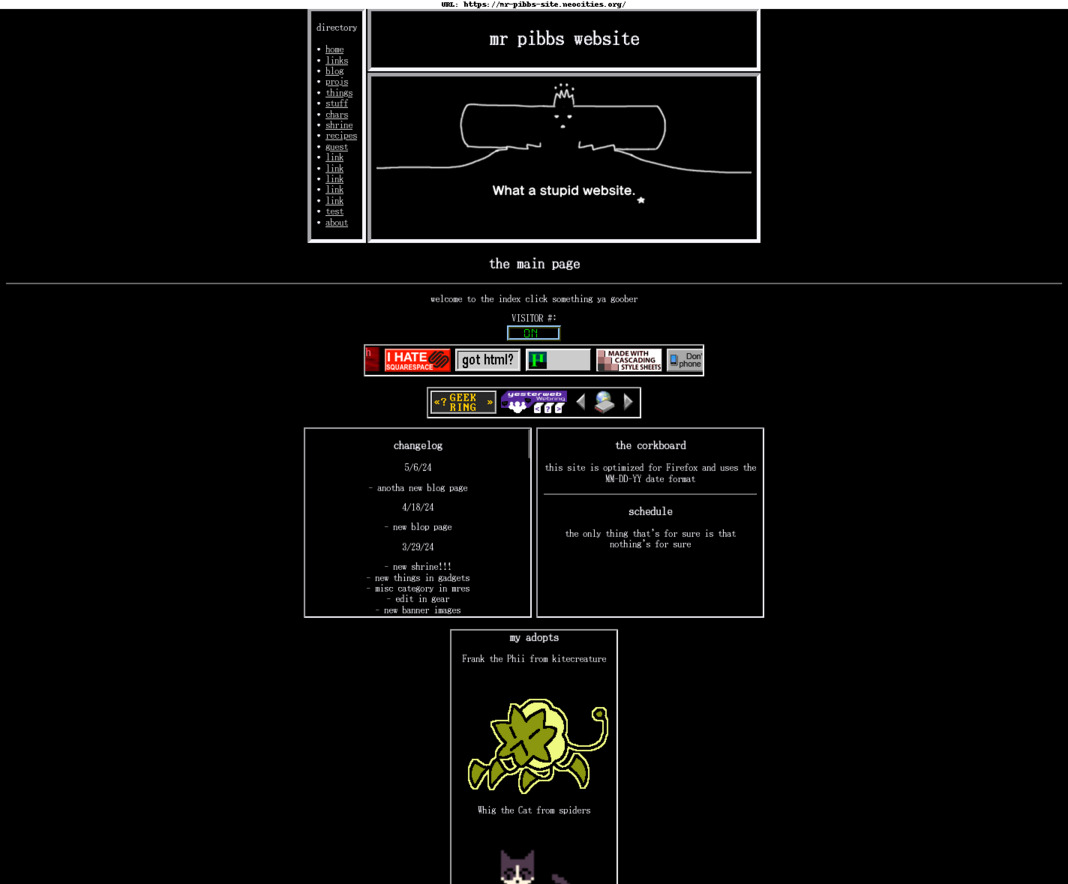 URL: https://mr-pibbs-site.neocities.org/
directory
• home
• links
• blog
• projs
• things
• stuff
• chars
• shrine
• recipes
• guest
• link
• link
• link
• link
• link
• test
• about
mr pibbs website
What a stupid website.
the main page
welcome to the index click something ya goober
VISITOR #:
h
I HATE
SQUARESPACE
got html?
MADE WITH
CASCADING
STYLE SHEETS
Don'
phone
«? GEEK
RING »
yesterweb
Webring
< ? >
changelog
5/6/24
- anotha new blog page
4/18/24
- new blop page
3/29/24
- new shrine!!!
- new things in gadgets
- misc category in mres
- edit in gear
- new banner images
the corkboard
this site is optimized for Firefox and uses the
MM-DD-YY date format
schedule
the only thing that's for sure is that
nothing's for sure
my adopts
Frank the Phii from kitecreature
Whig the Cat from spiders